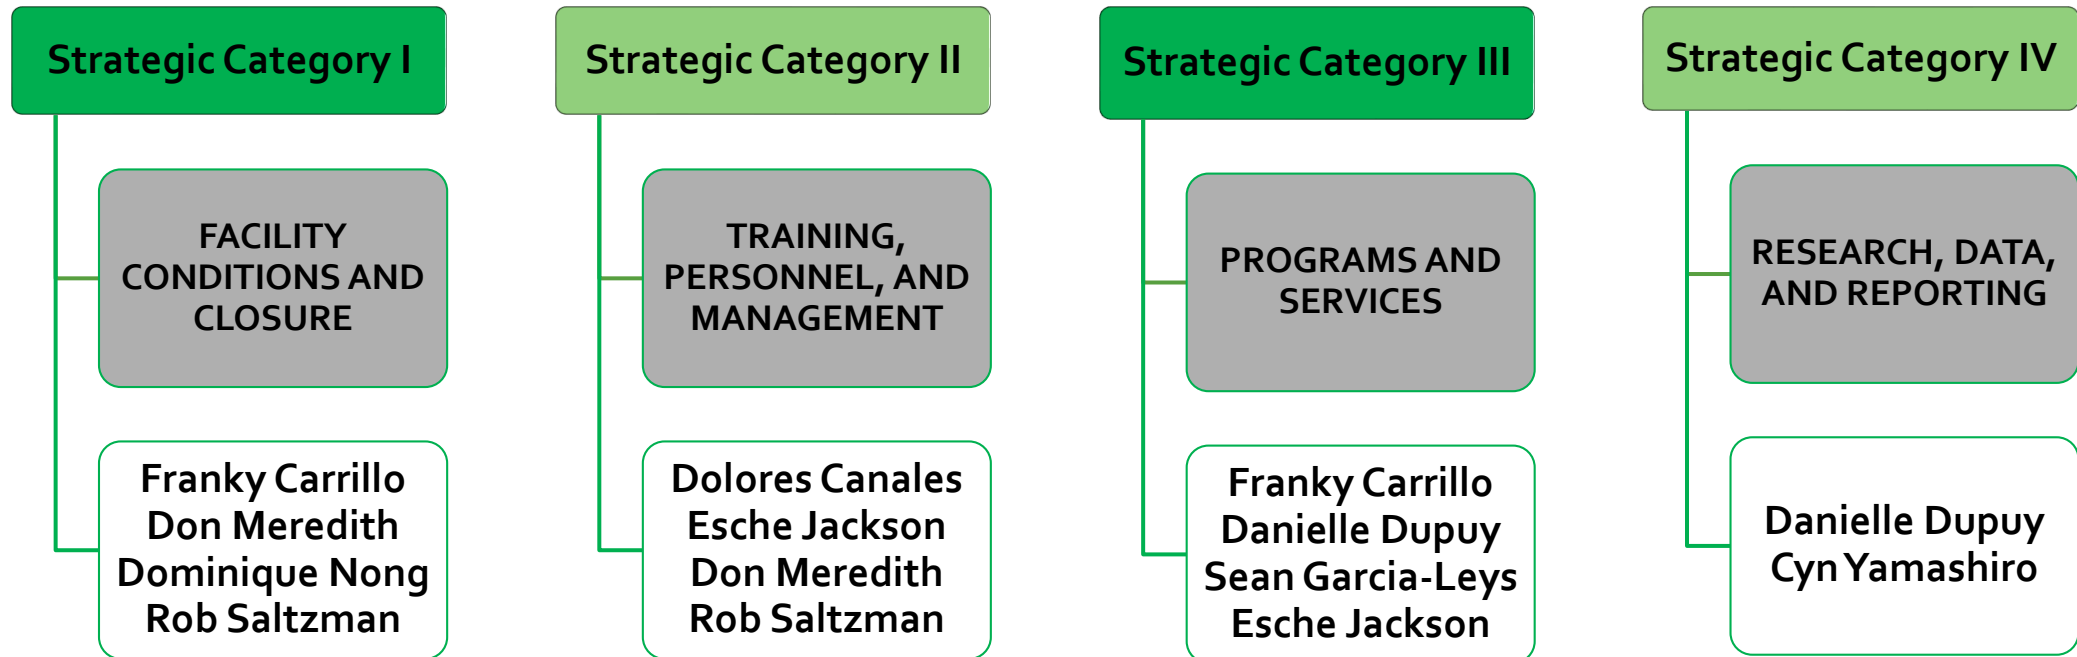 Strategic Category I
FACILITY
CONDITIONS AND
CLOSURE
Franky Carrillo
Don Meredith
Dominique Nong
Rob Saltzman
Strategic Category II
TRAINING,
PERSONNEL, AND
MANAGEMENT
Dolores Canales
Esche Jackson
Don Meredith
Rob Saltzman
Strategic Category III
PROGRAMS AND
SERVICES
Franky Carrillo
Danielle Dupuy
Sean Garcia-Leys
Esche Jackson
Strategic Category IV
RESEARCH, DATA,
AND REPORTING
Danielle Dupuy
Cyn Yamashiro